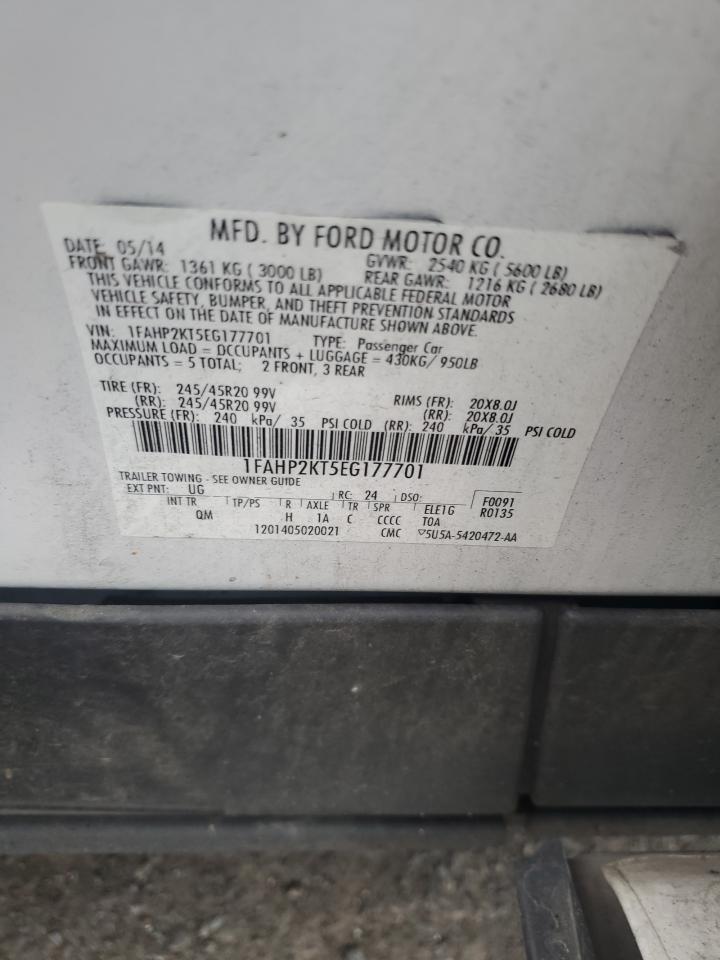 MFD. BY FORD MOTOR CO.
DATE: 05/14 GVWR: 2540 KG ( 5600 LB)
FRONT GAWR: 1361 KG ( 3000 LB) REAR GAWR: 1216 KG ( 2680 LB)
THIS VEHICLE CONFORMS TO ALL APPLICABLE FEDERAL MOTOR
VEHICLE SAFETY, BUMPER, AND THEFT PREVENTION STANDARDS
IN EFFECT ON THE DATE OF MANUFACTURE SHOWN ABOVE.
VIN: 1FAHP2KT5EG177701 TYPE: Passenger Car
MAXIMUM LOAD = OCCUPANTS + LUGGAGE = 430KG/ 950LB
OCCUPANTS = 5 TOTAL; 2 FRONT, 3 REAR
TIRE (FR): 245/45R20 99V RIMS (FR): 20X8.0J
(RR): 245/45R20 99V (RR): 20X8.0J
PRESSURE (FR): 240 kPa/ 35 PSI COLD (RR): 240 kPa/35 PSI COLD
1FAHP2KT5EG177701
TRAILER TOWING - SEE OWNER GUIDE
EXT PNT: UG RC: 24 DSO: F0091
INT TR TP/PS R AXLE TR SPR ELE1G R0135
QM H 1A C CCCC T0A
1201405020021 CMC ▽5U5A-5420472-AA